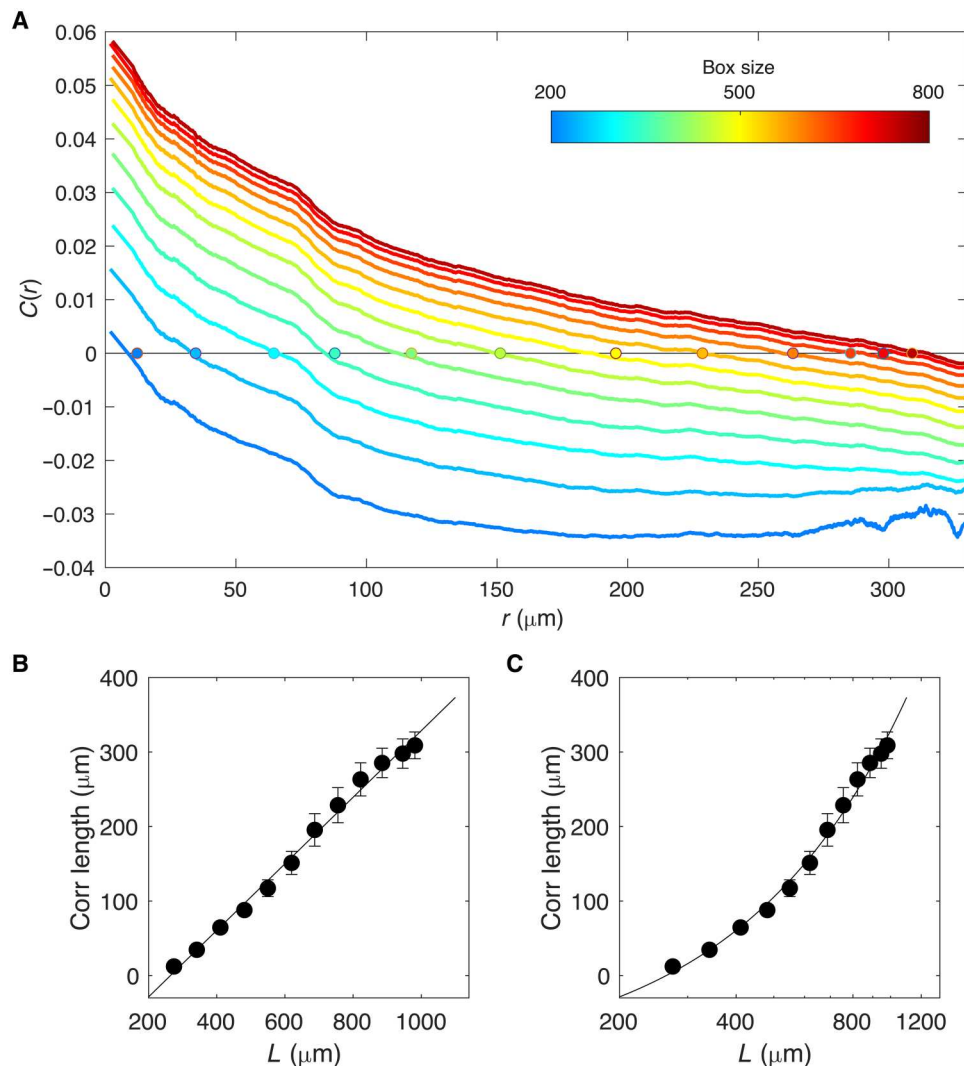 A
0.06
0.05
0.04
0.03
0.02
0.01
0
−0.01
−0.02
−0.03
−0.04
C(r)
Box size
200 500 800
0 50 100 150 200 250 300
r (μm)
B
400
300
200
100
0
Corr length (μm)
200 400 600 800 1000
L (μm)
C
400
300
200
100
0
Corr length (μm)
200 400 800 1200
L (μm)